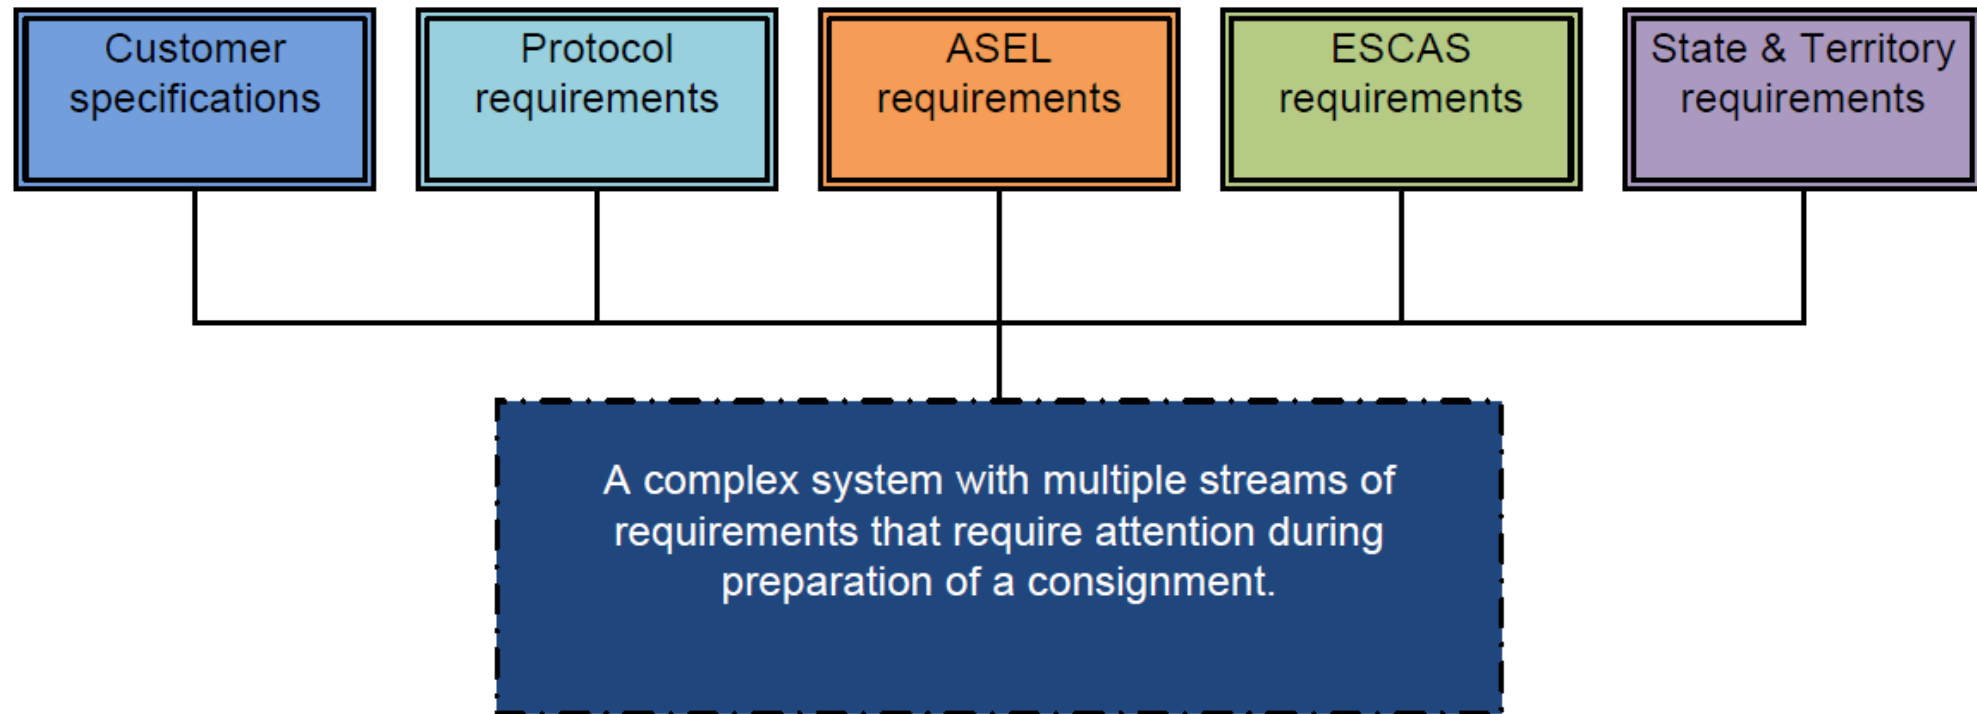 Customer
specifications
Protocol
requirements
ASEL
requirements
ESCAS
requirements
State & Territory
requirements
A complex system with multiple streams of
requirements that require attention during
preparation of a consignment.